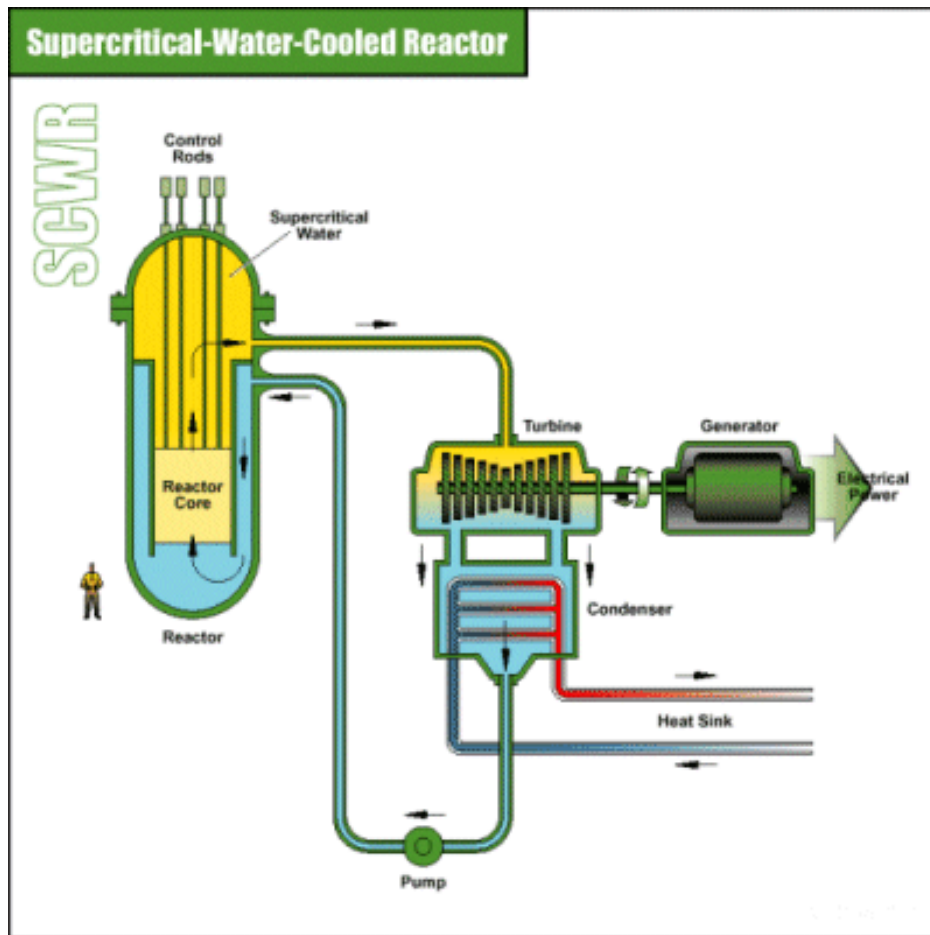 Supercritical-Water-Cooled Reactor
SCWR
Control
Rods
Supercritical
Water
Turbine
Generator
Electrical
Power
Reactor
Core
Condenser
Reactor
Heat Sink
Pump